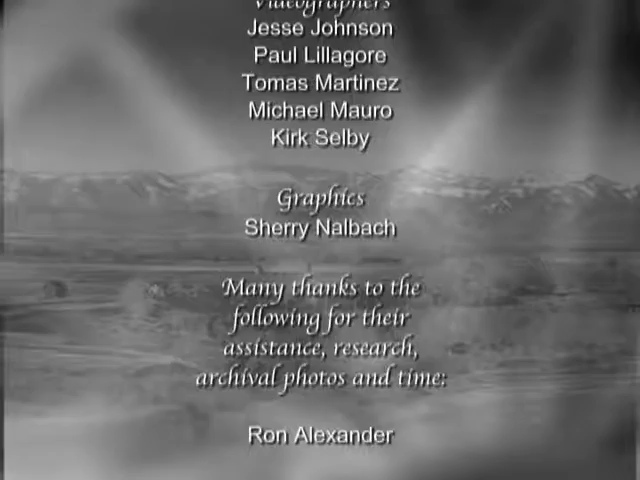 Videographers
Jesse Johnson
Paul Lillagore
Tomas Martinez
Michael Mauro
Kirk Selby
Graphics
Sherry Nalbach
Many thanks to the
following for their
assistance, research,
archival photos and time:
Ron Alexander